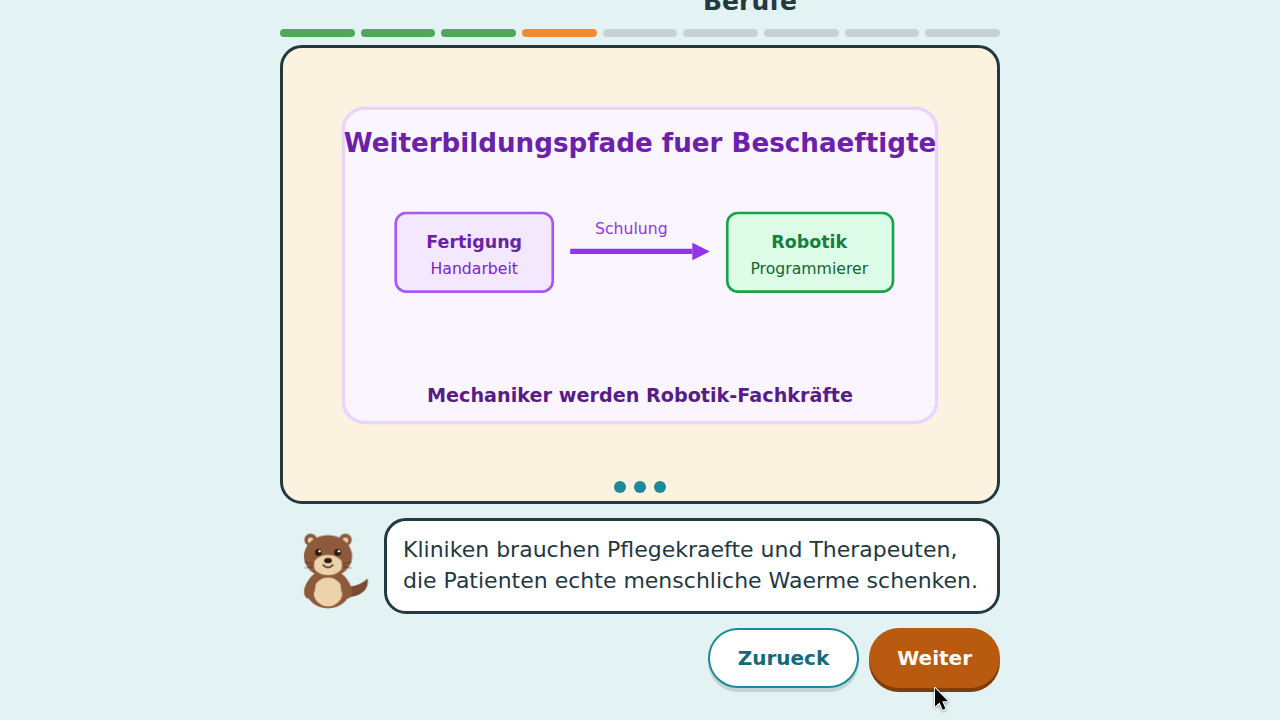 Berufe
Weiterbildungspfade fuer Beschaeftigte
Schulung
Fertigung
Handarbeit
Robotik
Programmierer
Mechaniker werden Robotik-Fachkräfte
Kliniken brauchen Pflegekraefte und Therapeuten,
die Patienten echte menschliche Waerme schenken.
Zurueck
Weiter